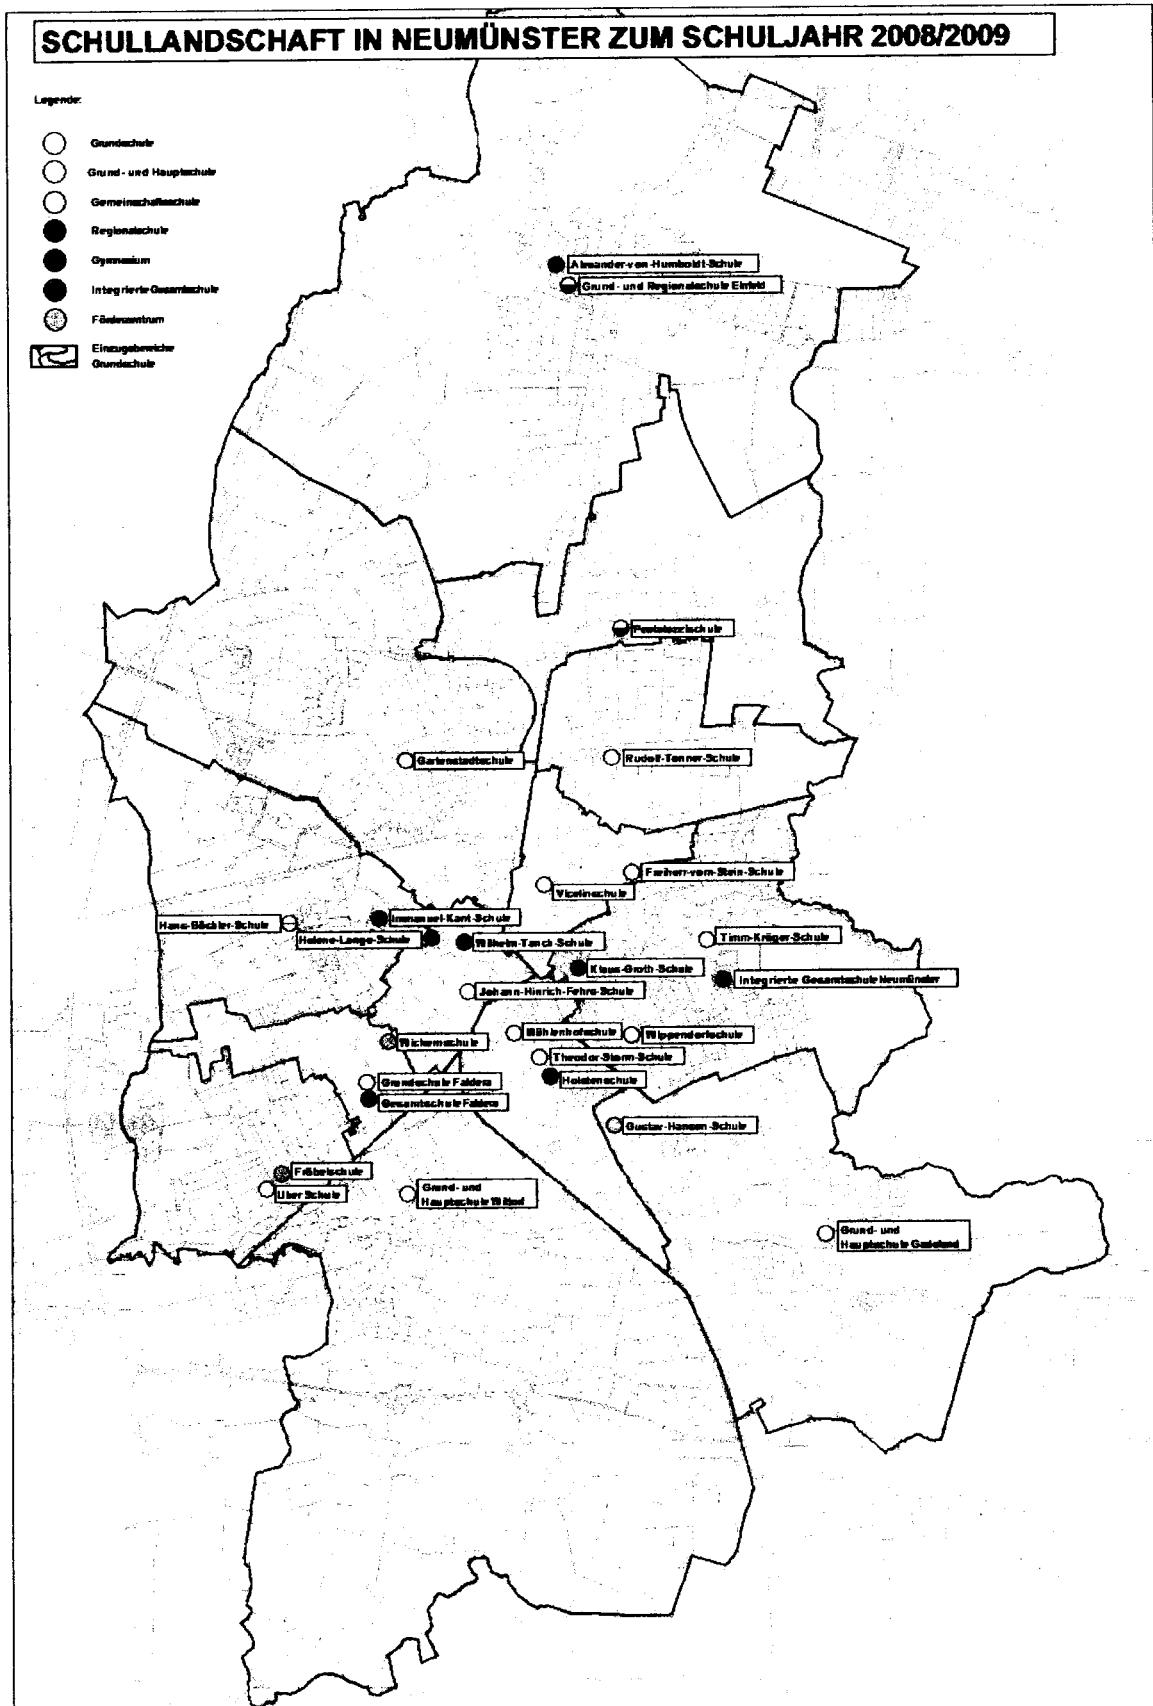 SCHULLANDSCHAFT IN NEUMÜNSTER ZUM SCHULJAHR 2008/2009
Legende:
Grundschule
Grund- und Hauptschule
Gemeinschaftsschule
Regionalschule
Gymnasium
Integrierte Gesamtschule
Förderzentrum
Einzugsbereiche
Grundschule
Alexander-von-Humboldt-Schule
Grund- und Regionalschule Einfeld
Pestalozzischule
Gartenstadtschule
Rudolf-Tonner-Schule
Freiherr-vom-Stein-Schule
Vicelinschule
Immanuel-Kant-Schule
Hans-Böckler-Schule
Helene-Lange-Schule
Wilhelm-Tanck-Schule
Timm-Kröger-Schule
Klaus-Groth-Schule
Integrierte Gesamtschule Neumünster
Johann-Hinrich-Fehrs-Schule
Mühlenhofschule
Wippendorfschule
Wichernschule
Theodor-Storm-Schule
Holstenschule
Grundschule Faldera
Gesamtschule Faldera
Gustav-Hansen-Schule
Fröbelschule
Uker Schule
Grund- und
Hauptschule Wittorf
Grund- und
Hauptschule Gadeland